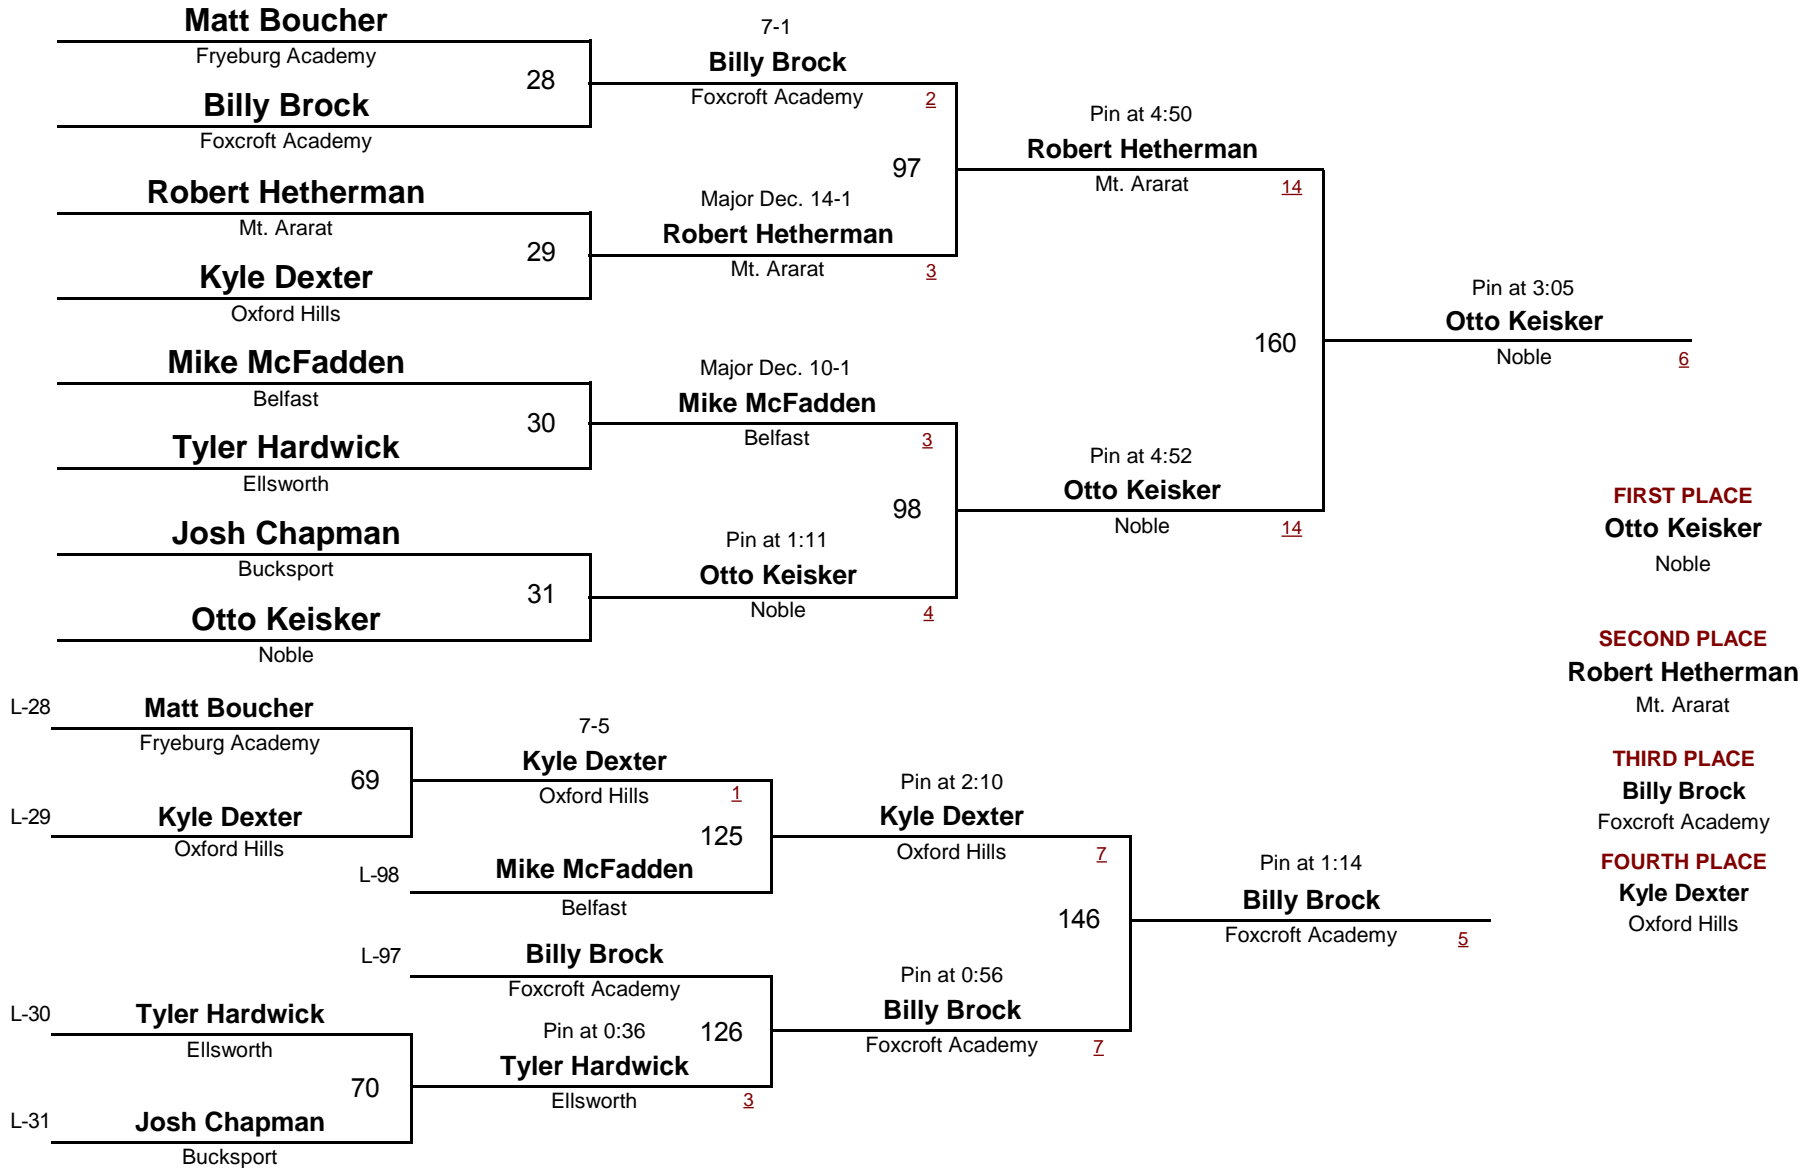 Matt Boucher
Fryeburg Academy
28
Billy Brock
Foxcroft Academy
7-1
Billy Brock
Foxcroft Academy
2
Robert Hetherman
Mt. Ararat
29
Kyle Dexter
Oxford Hills
Major Dec. 14-1
Robert Hetherman
Mt. Ararat
3
97
Pin at 4:50
Robert Hetherman
Mt. Ararat
14
Mike McFadden
Belfast
30
Tyler Hardwick
Ellsworth
Major Dec. 10-1
Mike McFadden
Belfast
3
Josh Chapman
Bucksport
31
Otto Keisker
Noble
Pin at 1:11
Otto Keisker
Noble
4
98
Pin at 4:52
Otto Keisker
Noble
14
160
Pin at 3:05
Otto Keisker
Noble
6
FIRST PLACE
Otto Keisker
Noble
SECOND PLACE
Robert Hetherman
Mt. Ararat
THIRD PLACE
Billy Brock
Foxcroft Academy
FOURTH PLACE
Kyle Dexter
Oxford Hills
L-28
Matt Boucher
Fryeburg Academy
69
L-29
Kyle Dexter
Oxford Hills
7-5
Kyle Dexter
Oxford Hills
1
125
L-98
Mike McFadden
Belfast
Pin at 2:10
Kyle Dexter
Oxford Hills
7
L-97
Billy Brock
Foxcroft Academy
126
L-30
Tyler Hardwick
Ellsworth
70
L-31
Josh Chapman
Bucksport
Pin at 0:36
Tyler Hardwick
Ellsworth
3
Pin at 0:56
Billy Brock
Foxcroft Academy
7
146
Pin at 1:14
Billy Brock
Foxcroft Academy
5